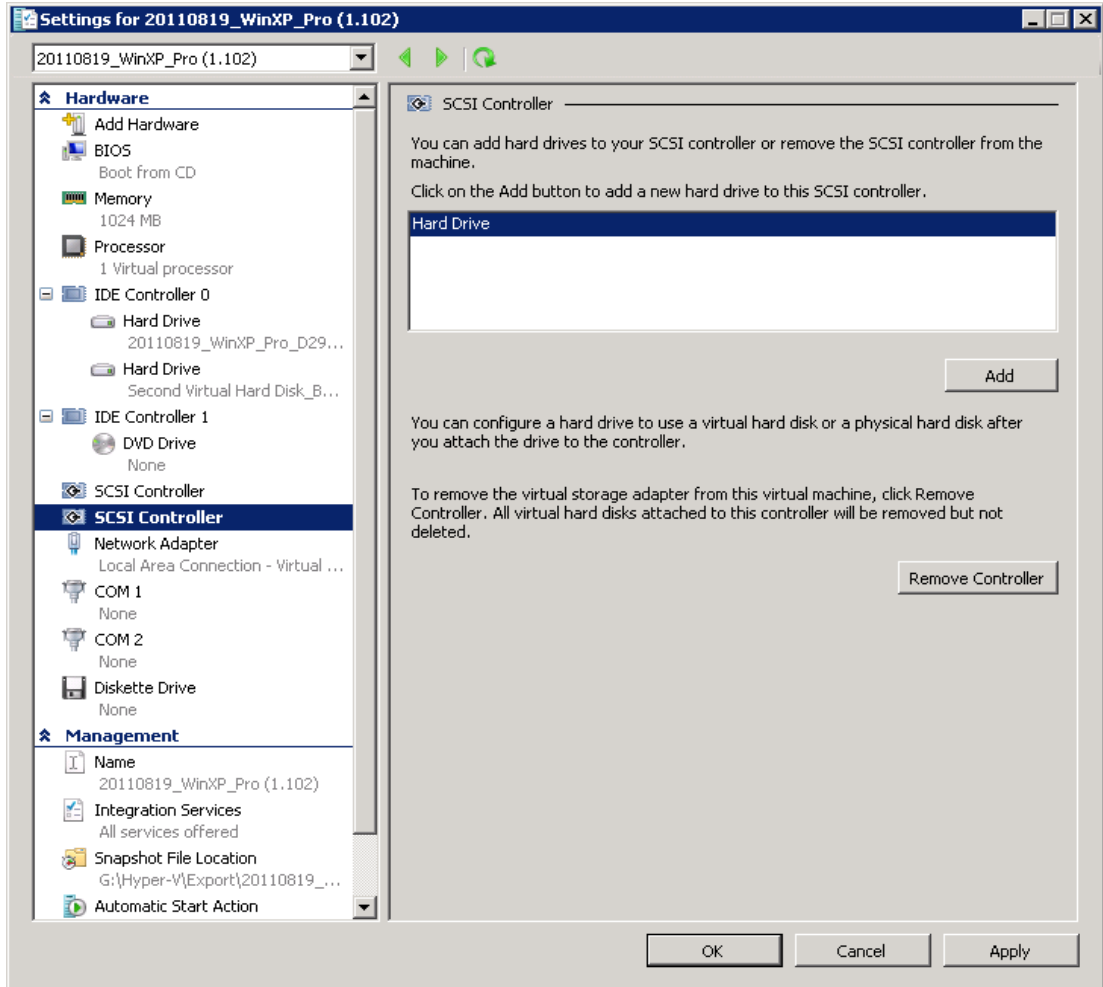 Settings for 20110819_WinXP_Pro (1.102)
20110819_WinXP_Pro (1.102)
Hardware
Add Hardware
BIOS
Boot from CD
Memory
1024 MB
Processor
1 Virtual processor
IDE Controller 0
Hard Drive
20110819_WinXP_Pro_D29...
Hard Drive
Second Virtual Hard Disk_B...
IDE Controller 1
DVD Drive
None
SCSI Controller
SCSI Controller
Network Adapter
Local Area Connection - Virtual ...
COM 1
None
COM 2
None
Diskette Drive
None
Management
Name
20110819_WinXP_Pro (1.102)
Integration Services
All services offered
Snapshot File Location
G:\Hyper-V\Export\20110819_...
Automatic Start Action
SCSI Controller
You can add hard drives to your SCSI controller or remove the SCSI controller from the
machine.
Click on the Add button to add a new hard drive to this SCSI controller.
Hard Drive
Add
You can configure a hard drive to use a virtual hard disk or a physical hard disk after
you attach the drive to the controller.
To remove the virtual storage adapter from this virtual machine, click Remove
Controller. All virtual hard disks attached to this controller will be removed but not
deleted.
Remove Controller
OK
Cancel
Apply